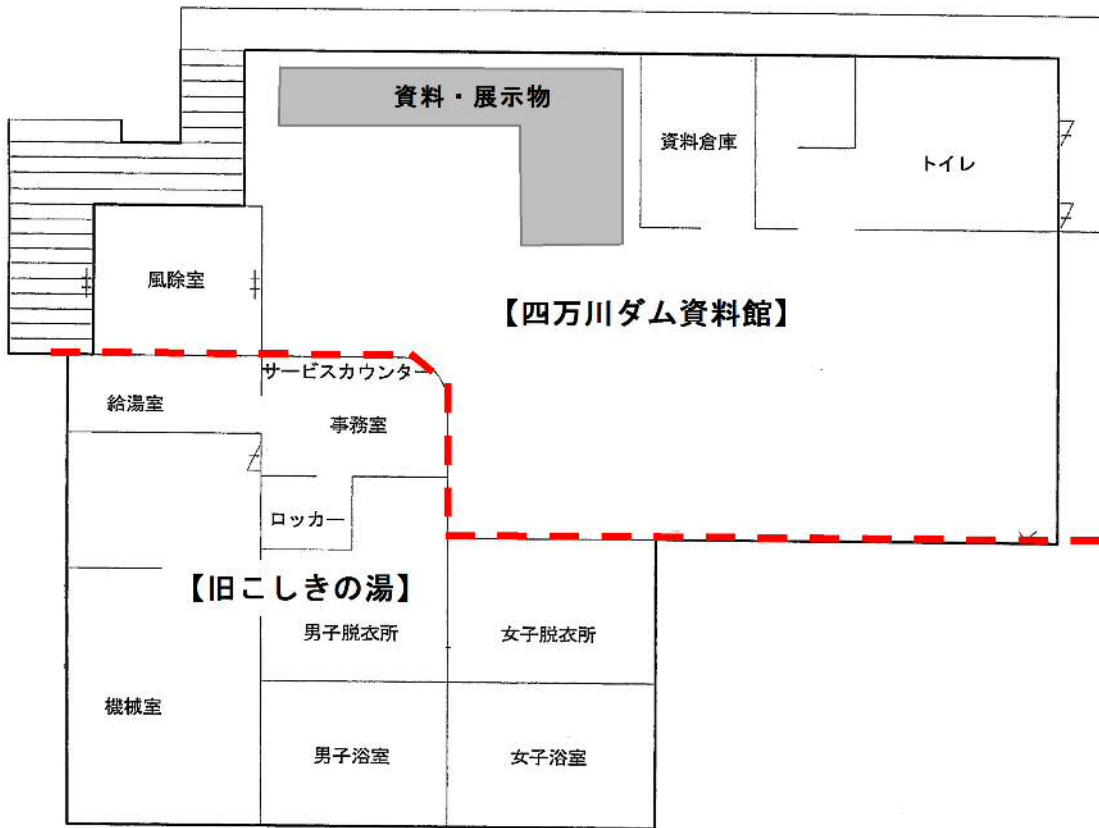 資料・展示物
資料倉庫
トイレ
風除室
【四万川ダム資料館】
サービスカウンター
給湯室
事務室
ロッカー
【旧こしきの湯】
男子脱衣所
女子脱衣所
機械室
男子浴室
女子浴室